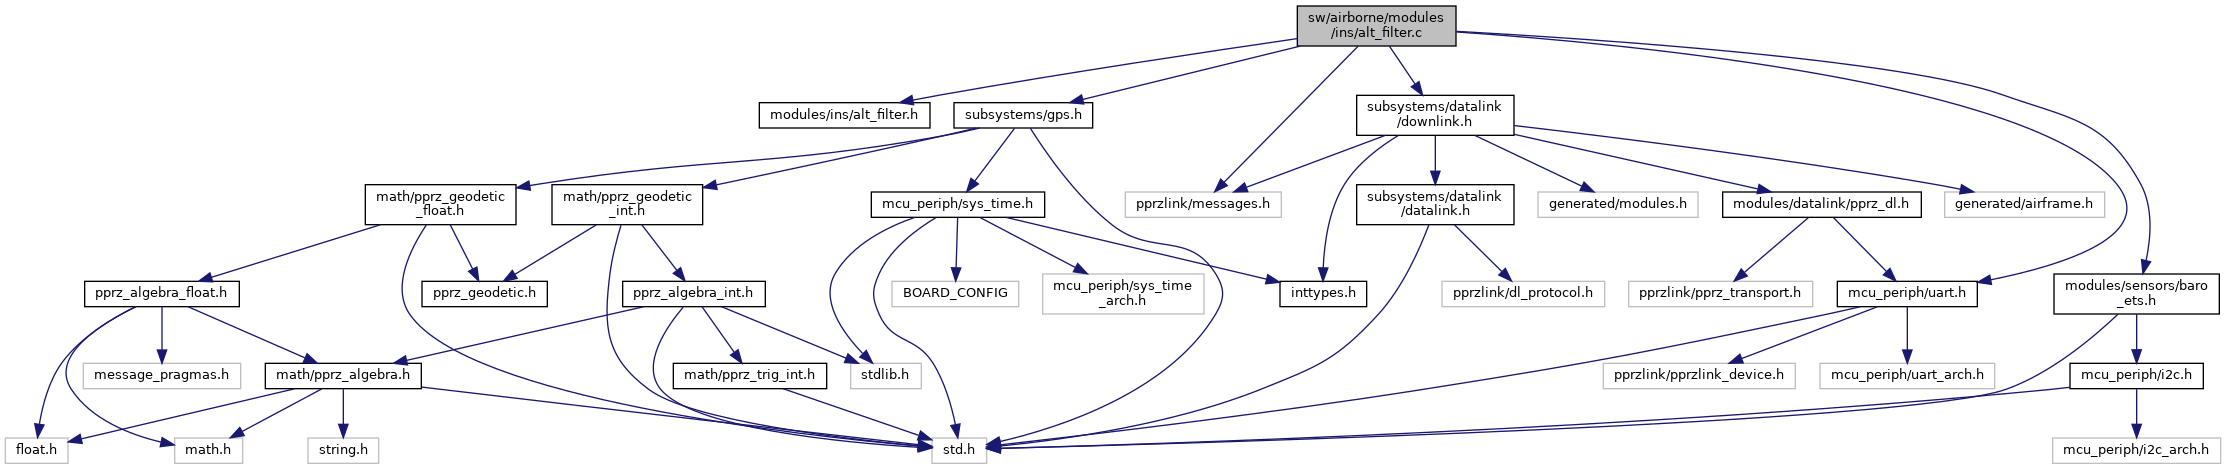 sw/airborne/modules
/ins/alt_filter.c
modules/ins/alt_filter.h
subsystems/gps.h
subsystems/datalink
/downlink.h
math/pprz_geodetic
_float.h
math/pprz_geodetic
_int.h
mcu_periph/sys_time.h
pprzlink/messages.h
subsystems/datalink
/datalink.h
generated/modules.h
modules/datalink/pprz_dl.h
generated/airframe.h
pprz_algebra_float.h
pprz_geodetic.h
pprz_algebra_int.h
BOARD_CONFIG
mcu_periph/sys_time
_arch.h
inttypes.h
pprzlink/dl_protocol.h
pprzlink/pprz_transport.h
mcu_periph/uart.h
modules/sensors/baro
_ets.h
message_pragmas.h
math/pprz_algebra.h
math/pprz_trig_int.h
stdlib.h
pprzlink/pprzlink_device.h
mcu_periph/uart_arch.h
mcu_periph/i2c.h
float.h
math.h
string.h
std.h
mcu_periph/i2c_arch.h